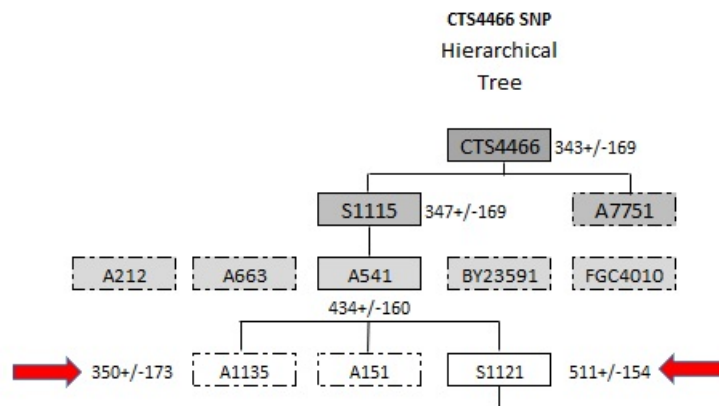 CTS4466 SNP
Hierarchical
Tree
CTS4466 343+/-169
S1115 347+/-169 A7751
A212 A663 A541 BY23591 FGC4010
434+/-160
350+/-173 A1135 A151 S1121 511+/-154